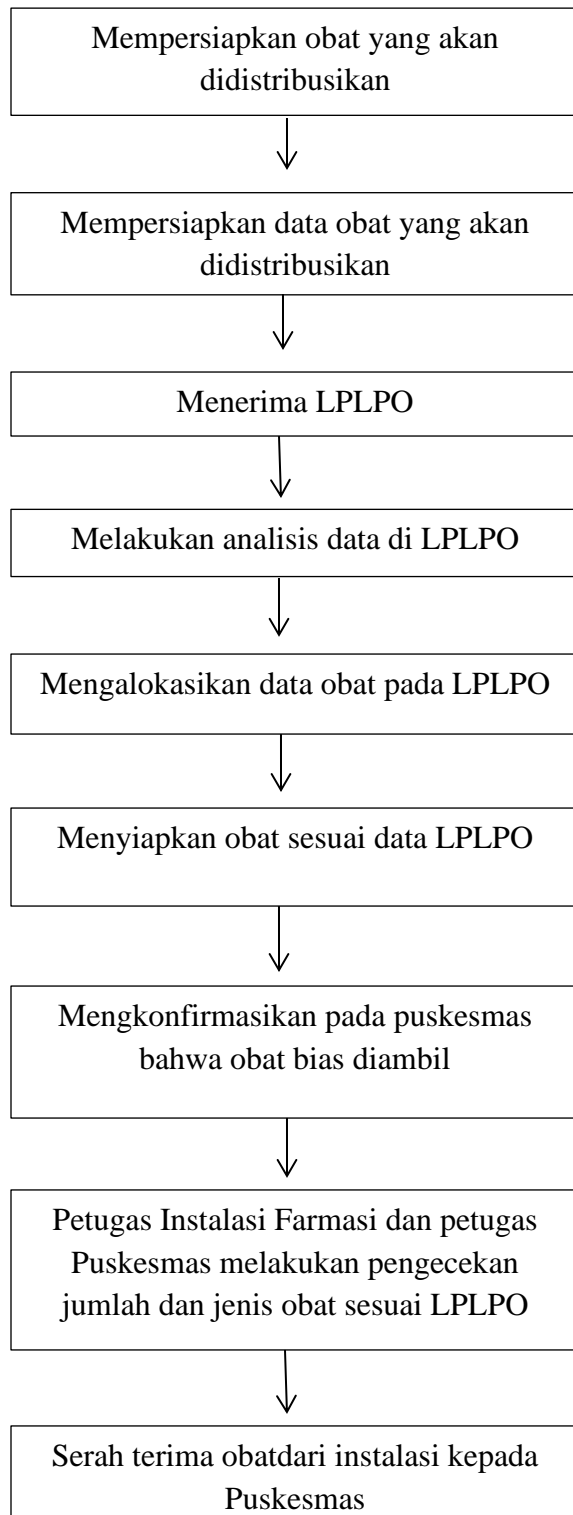 Mempersiapkan obat yang akan
didistribusikan
Mempersiapkan data obat yang akan
didistribusikan
Menerima LPLPO
Melakukan analisis data di LPLPO
Mengalokasikan data obat pada LPLPO
Menyiapkan obat sesuai data LPLPO
Mengkonfirmasikan pada puskesmas
bahwa obat bias diambil
Petugas Instalasi Farmasi dan petugas
Puskesmas melakukan pengecekan
jumlah dan jenis obat sesuai LPLPO
Serah terima obatdari instalasi kepada
Puskesmas